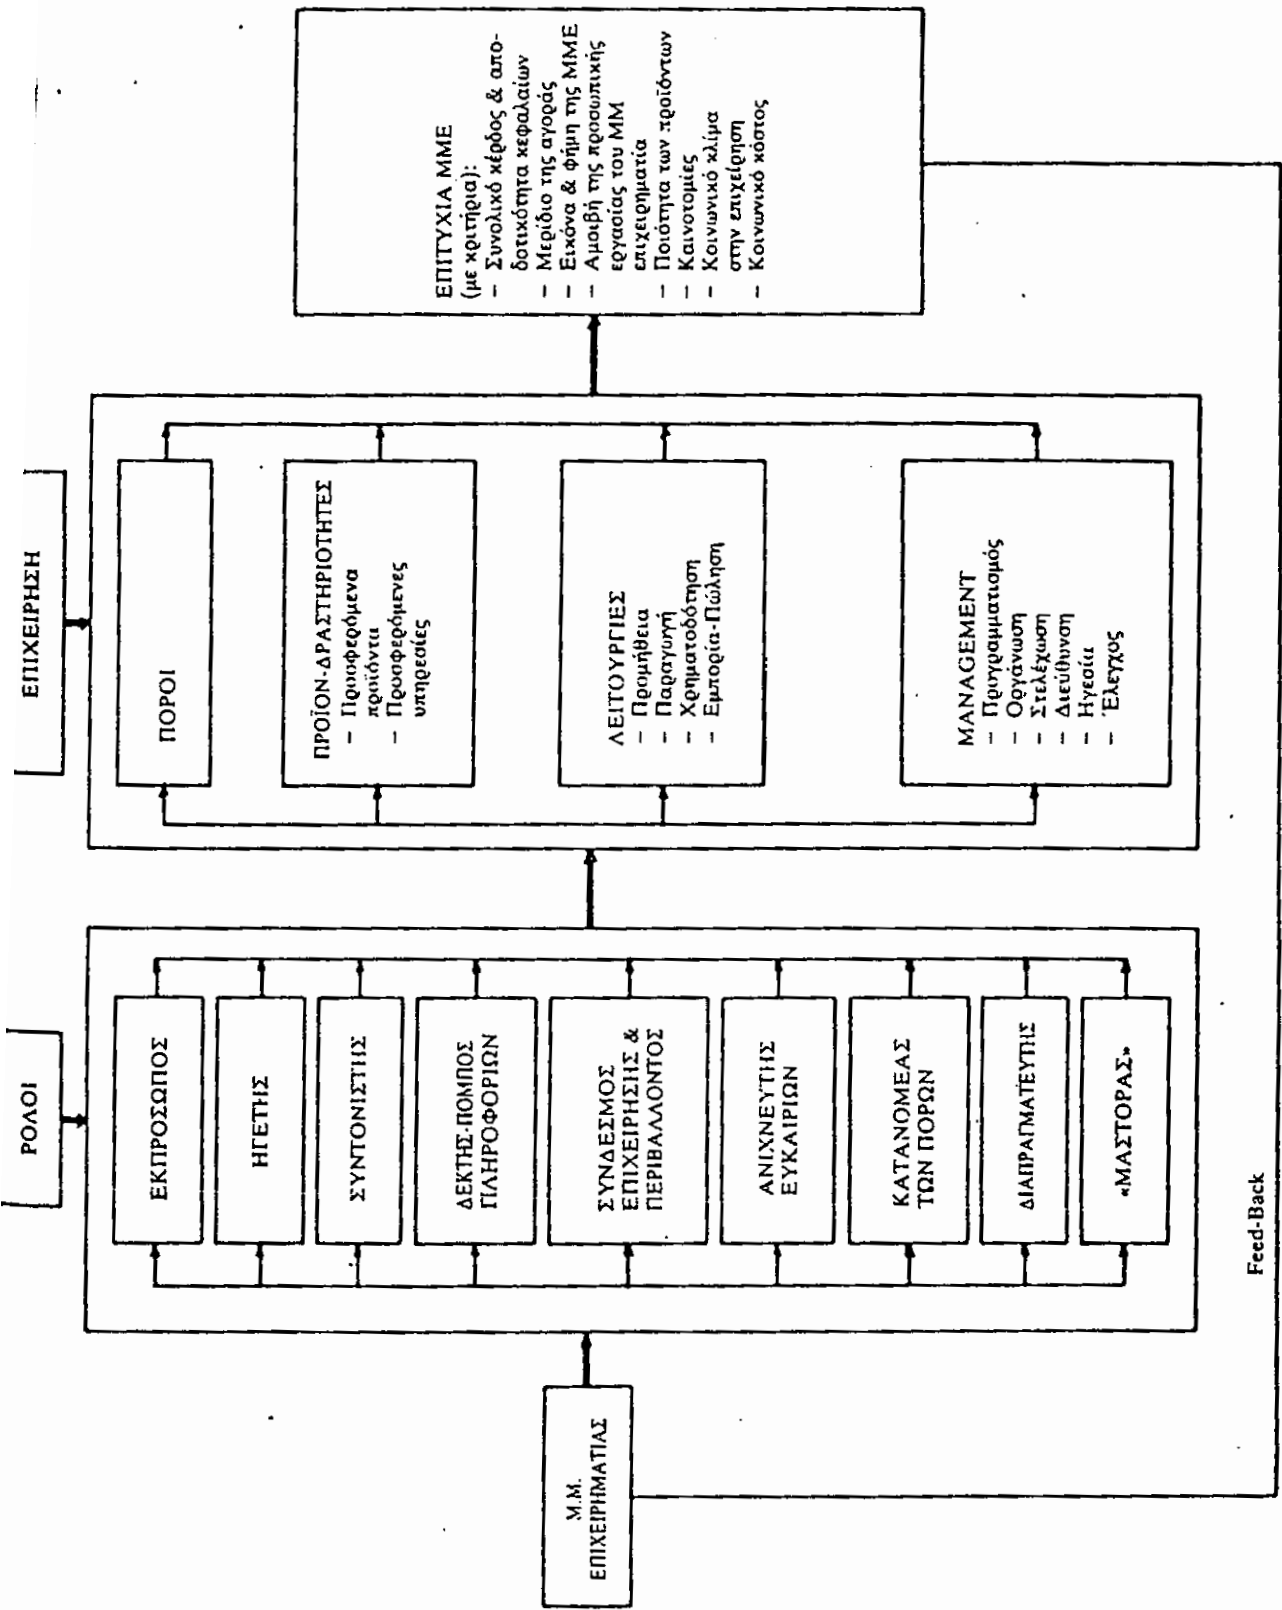 Μ.Μ.
ΕΠΙΧΕΙΡΗΜΑΤΙΑΣ
ΡΟΛΟΙ
ΕΚΠΡΟΣΩΠΟΣ
ΗΓΕΤΗΣ
ΣΥΝΤΟΝΙΣΤΗΣ
ΔΕΚΤΗΣ-ΠΟΜΠΟΣ
ΠΛΗΡΟΦΟΡΙΩΝ
ΣΥΝΔΕΣΜΟΣ
ΕΠΙΧΕΙΡΗΣΗΣ &
ΠΕΡΙΒΑΛΛΟΝΤΟΣ
ΑΝΙΧΝΕΥΤΗΣ
ΕΥΚΑΙΡΙΩΝ
ΚΑΤΑΝΟΜΕΑΣ
ΤΩΝ ΠΟΡΩΝ
ΔΙΑΠΡΑΓΜΑΤΕΥΤΗΣ
«ΜΑΣΤΟΡΑΣ»
ΕΠΙΧΕΙΡΗΣΗ
ΠΟΡΟΙ
ΠΡΟΪΟΝ-ΔΡΑΣΤΗΡΙΟΤΗΤΕΣ
– Προσφερόμενα
προϊόντα
– Προσφερόμενες
υπηρεσίες
ΛΕΙΤΟΥΡΓΙΕΣ
– Προμήθεια
– Παραγωγή
– Χρηματοδότηση
– Εμπορία-Πώληση
MANAGEMENT
– Προγραμματισμός
– Οργάνωση
– Στελέχωση
– Διεύθυνση
– Ηγεσία
– Έλεγχος
ΕΠΙΤΥΧΙΑ ΜΜΕ
(με κριτήρια):
– Συνολικό κέρδος & απο-
δοτικότητα κεφαλαίων
– Μερίδιο της αγοράς
– Εικόνα & φήμη της ΜΜΕ
– Αμοιβή της προσωπικής
εργασίας του ΜΜ
επιχειρηματία
– Ποιότητα των προϊόντων
– Καινοτομίες
– Κοινωνικό κλίμα
στην επιχείρηση
– Κοινωνικό κόστος
Feed-Back